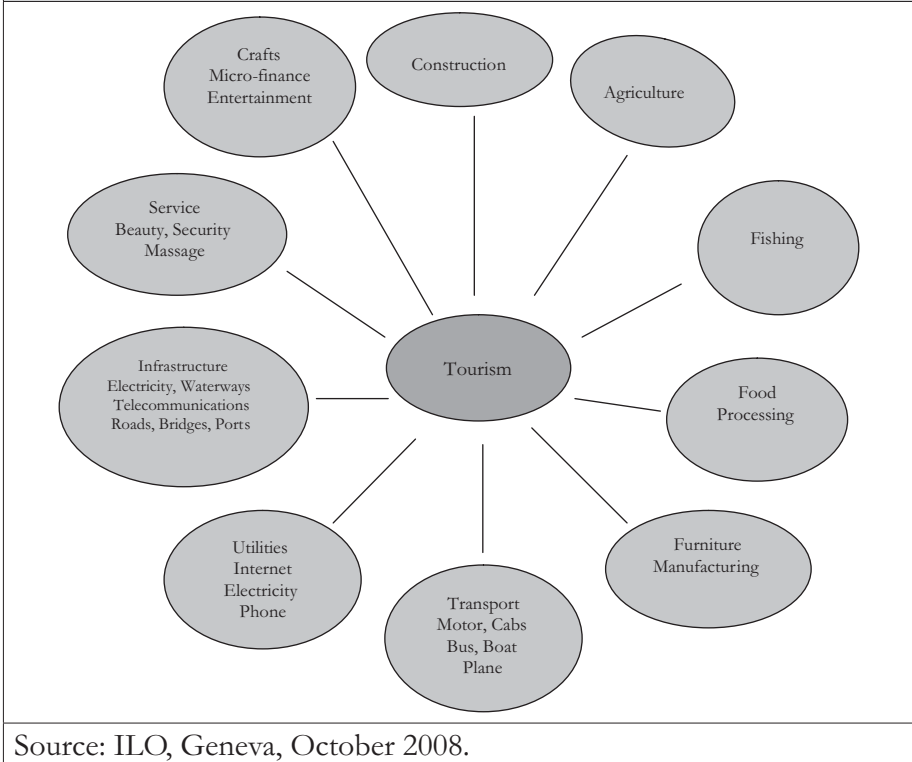 Crafts
Micro-finance
Entertainment
Construction
Agriculture
Service
Beauty, Security
Massage
Fishing
Infrastructure
Electricity, Waterways
Telecommunications
Roads, Bridges, Ports
Tourism
Food
Processing
Utilities
Internet
Electricity
Phone
Transport
Motor, Cabs
Bus, Boat
Plane
Furniture
Manufacturing
Source: ILO, Geneva, October 2008.